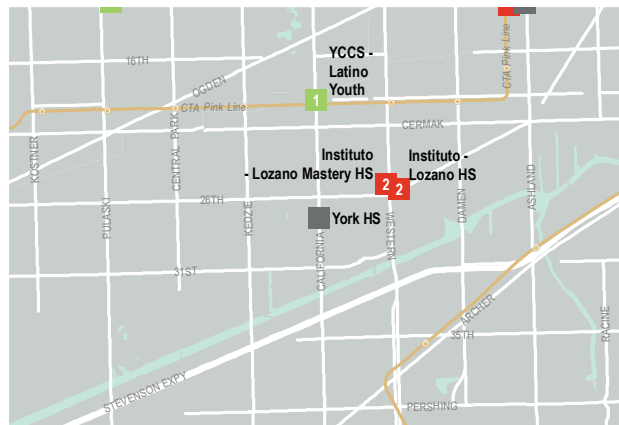 YCCS -
Latino
Youth
16TH
OGDEN
CTA Pink Line
CTA Pink Line
1
CERMAK
KOSTNER
CENTRAL PARK
Instituto
- Lozano Mastery HS
Instituto -
Lozano HS
2
2
26TH
York HS
PULASKI
KEDZIE
CALIFORNIA
WESTERN
DAMEN
ASHLAND
31ST
ARCHER
35TH
RACINE
STEVENSON EXPY
PERSHING